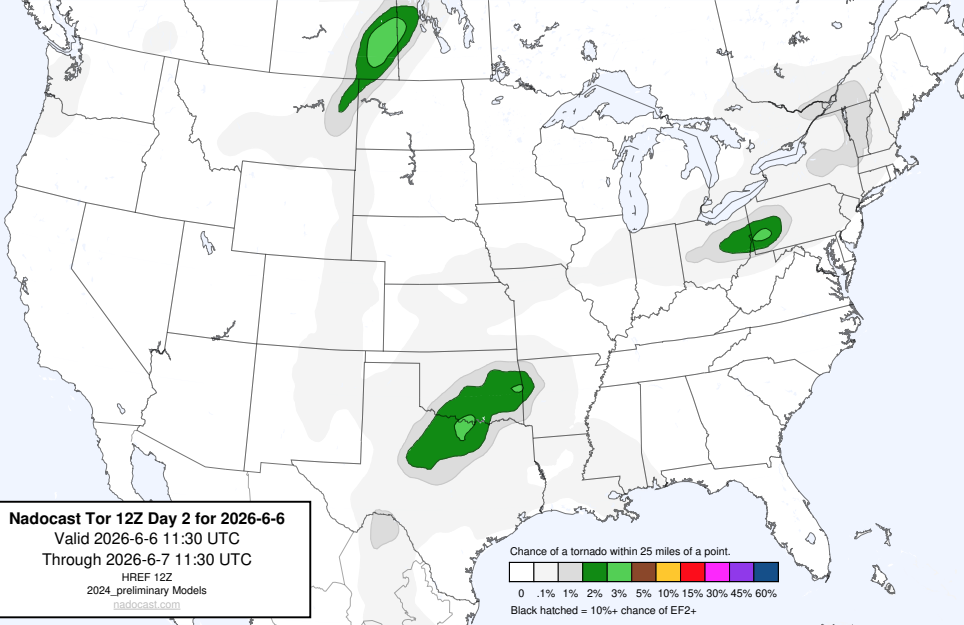 Nadocast Tor 12Z Day 2 for 2026-6-6
Valid 2026-6-6 11:30 UTC
Through 2026-6-7 11:30 UTC
HREF 12Z
2024_preliminary Models
nadocast.com
Chance of a tornado within 25 miles of a point.
0 .1% 1% 2% 3% 5% 10% 15% 30% 45% 60%
Black hatched = 10%+ chance of EF2+